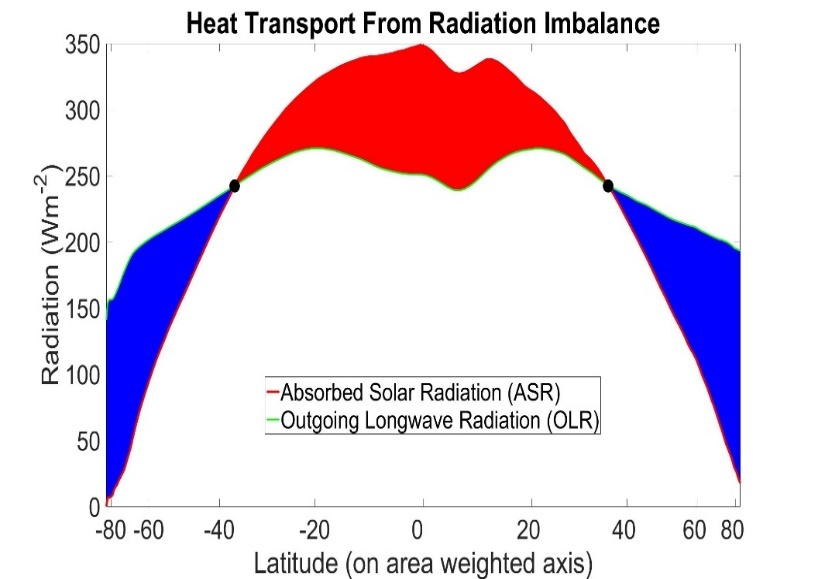 Heat Transport From Radiation Imbalance
350
300
250
200
150
100
50
0
Radiation (Wm-2)
Absorbed Solar Radiation (ASR)
Outgoing Longwave Radiation (OLR)
-80 -60 -40 -20 0 20 40 60 80
Latitude (on area weighted axis)